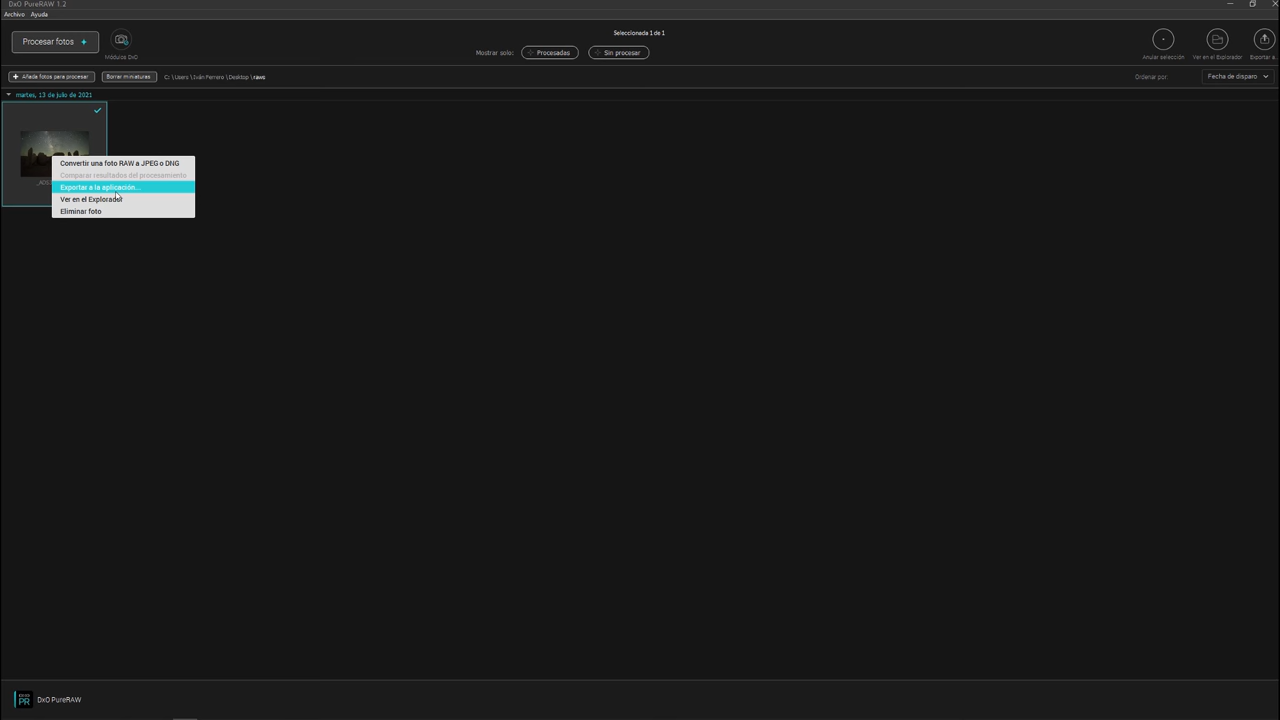 DxO PureRAW 1.2
Archivo Ayuda
Procesar fotos
Módulos DxO
Seleccionada 1 de 1
Mostrar solo: Procesadas Sin procesar
Anular selección Ver en el Explorador Exportar a
Añada fotos para procesar Borrar miniaturas C: \Users \Iván Ferrero \Desktop \raws
Ordenar por: Fecha de disparo
martes, 13 de julio de 2021
Convertir una foto RAW a JPEG o DNG
Comparar resultados del procesamiento
Exportar a la aplicación...
Ver en el Explorador
Eliminar foto
PR DxO PureRAW